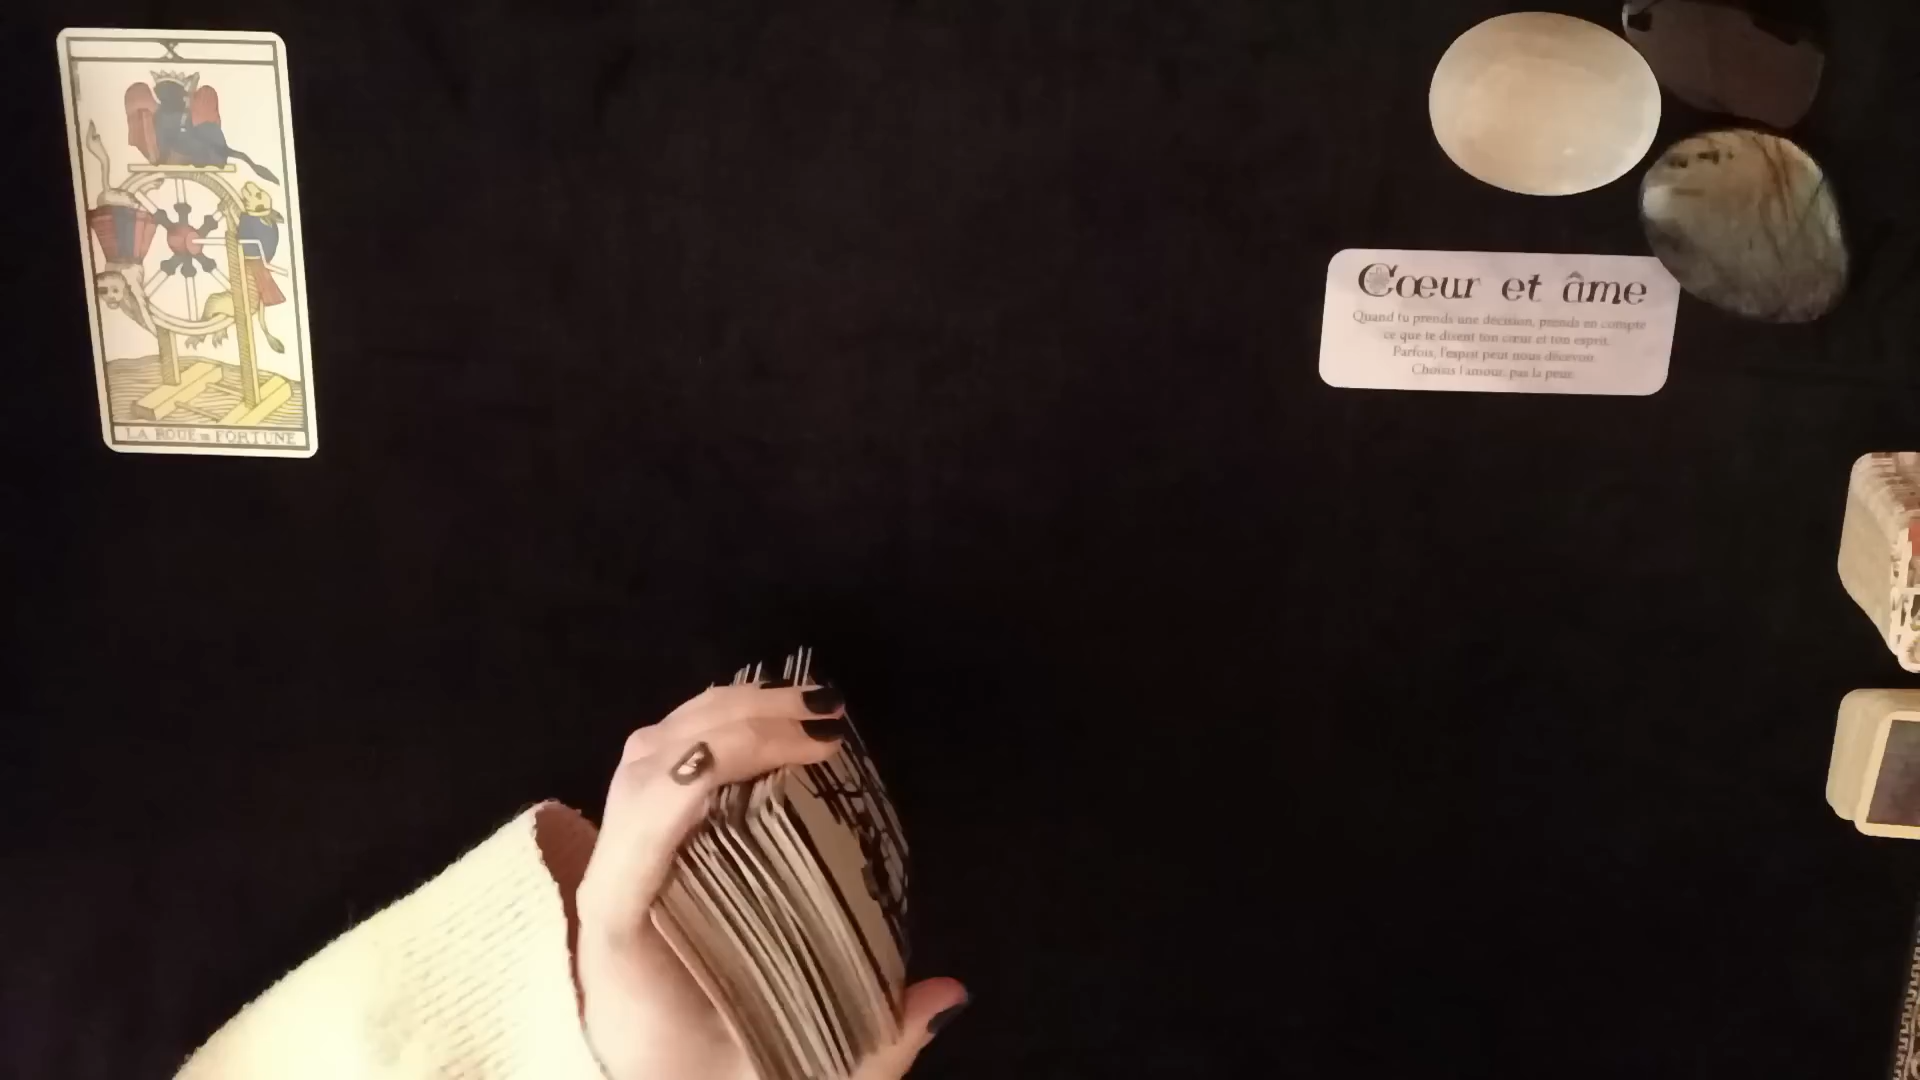 X
LA ROUE DE FORTUNE
Cœur et âme
Quand tu prends une décision, prends en compte
ce que te disent ton cœur et ton esprit.
Parfois, l'esprit peut nous décevoir.
Choisis l'amour, pas la peur.